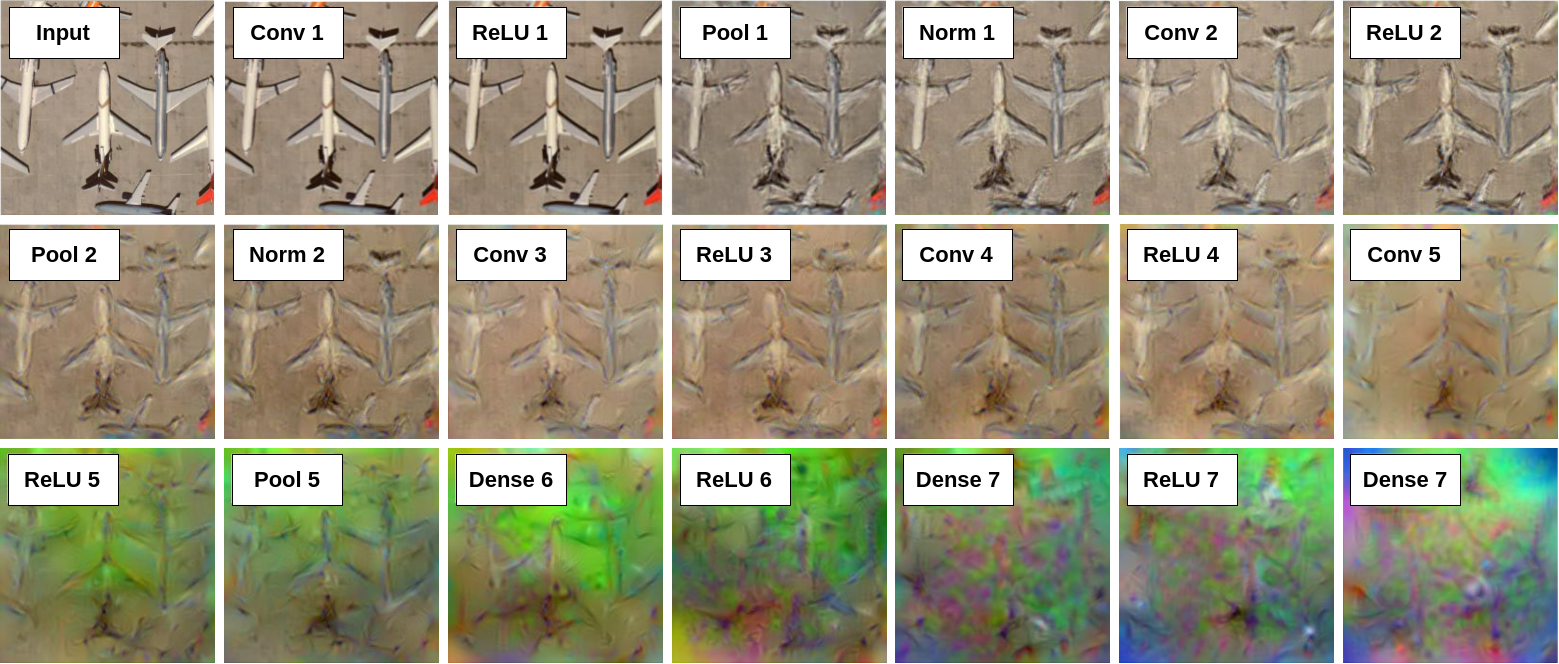 Input
Conv 1
ReLU 1
Pool 1
Norm 1
Conv 2
ReLU 2
Pool 2
Norm 2
Conv 3
ReLU 3
Conv 4
ReLU 4
Conv 5
ReLU 5
Pool 5
Dense 6
ReLU 6
Dense 7
ReLU 7
Dense 7